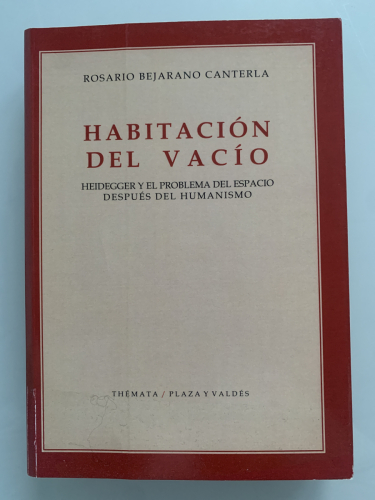 ROSARIO BEJARANO CANTERLA
HABITACIÓN
DEL VACÍO
HEIDEGGER Y EL PROBLEMA DEL ESPACIO
DESPUÉS DEL HUMANISMO
THÉMATA / PLAZA Y VALDÉS